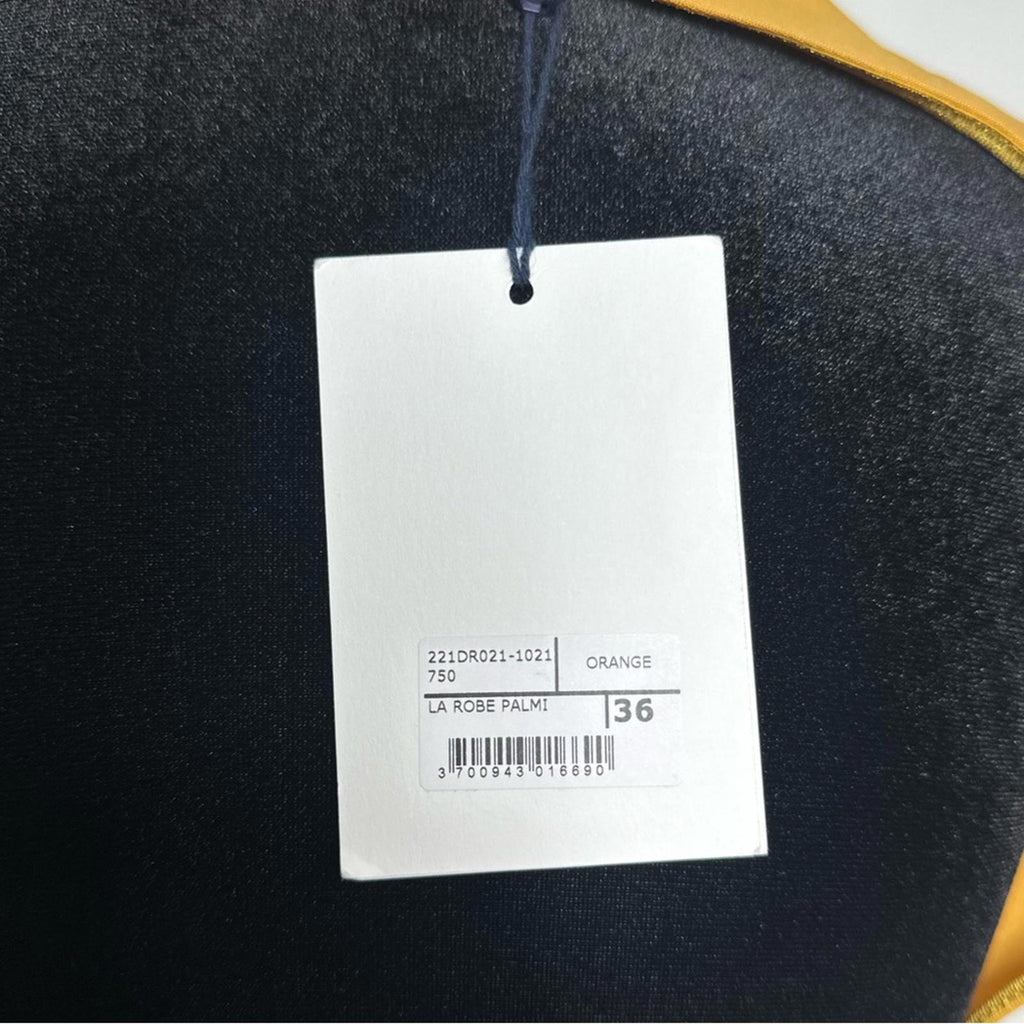 221DR021-1021
750
ORANGE
LA ROBE PALMI
36
3 700943 016690